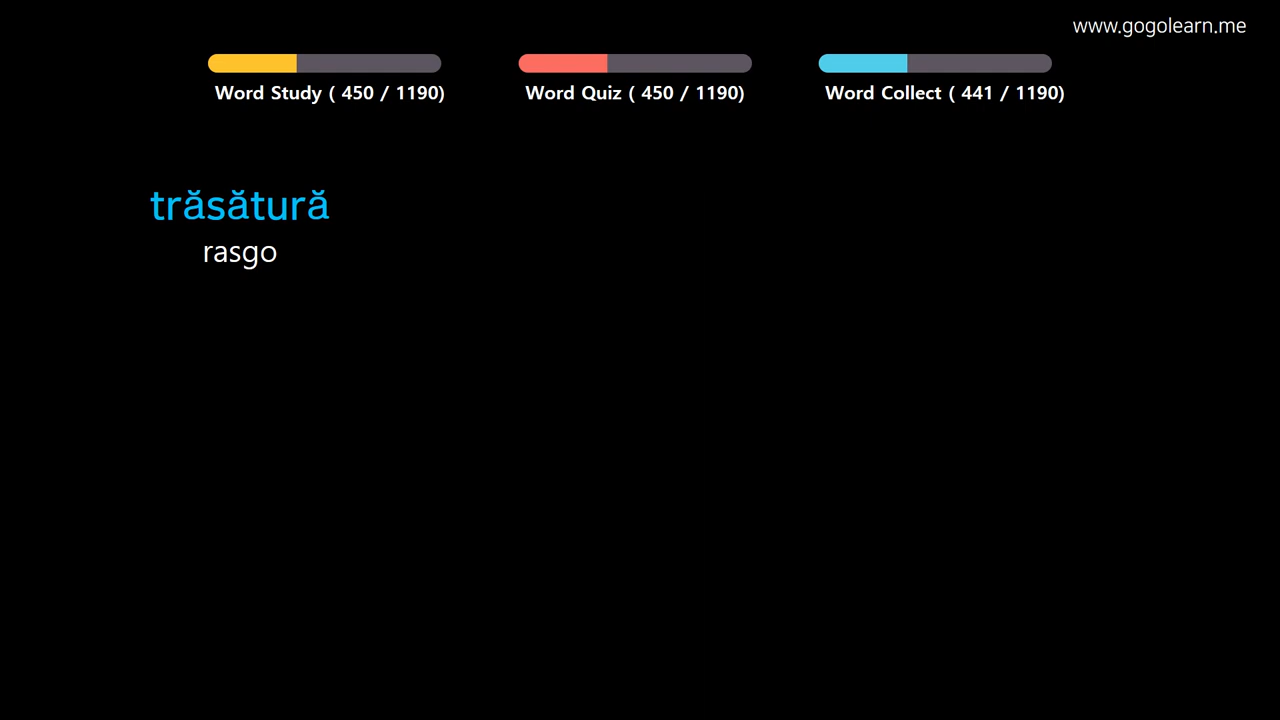 www.gogolearn.me
Word Study ( 450 / 1190)
Word Quiz ( 450 / 1190)
Word Collect ( 441 / 1190)
trăsătură
rasgo